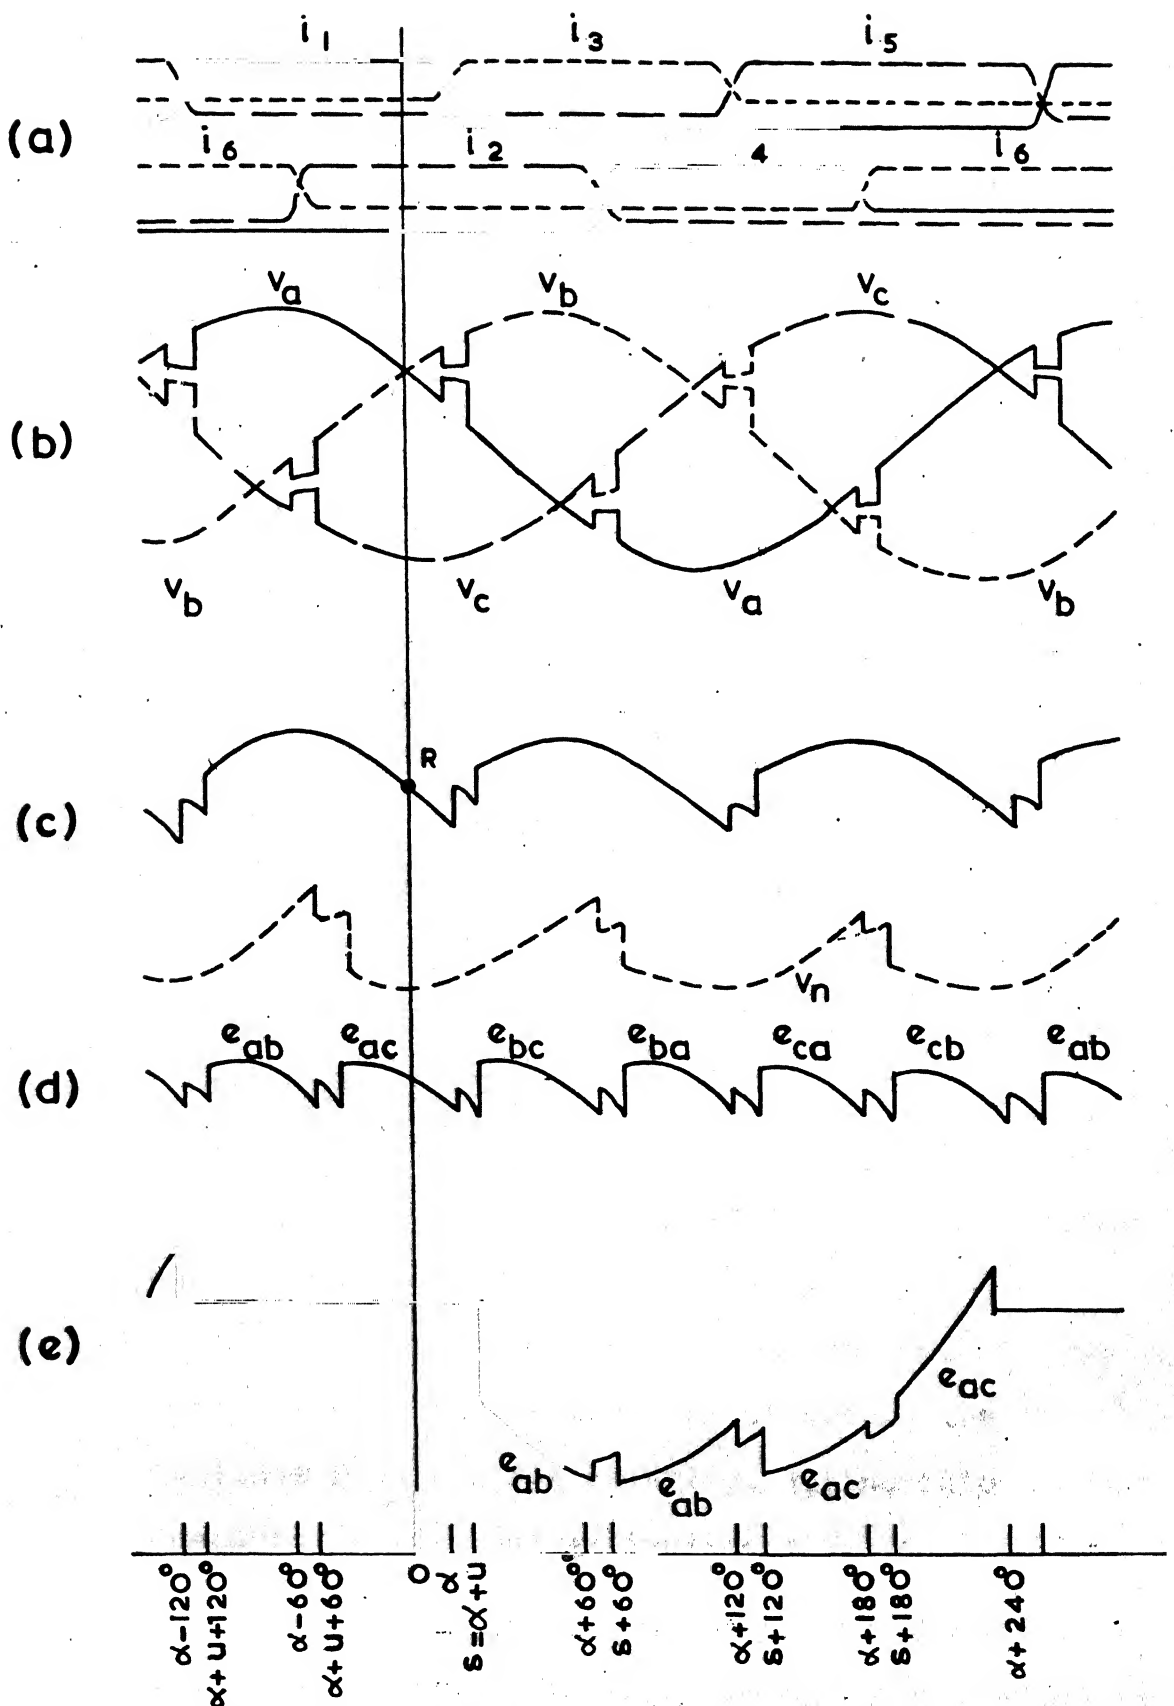 i1 i3 i5
(a)
i6 i2 4 i6
va vb vc
(b)
vb vc va vb
R
(c)
vn
eab eac ebc eba eca ecb eab
(d)
(e)
eac
eab eab eac
α-120°
α+u+120°
α-60°
α+u+60°
0
α
δ=α+u
α+60°
δ+60°
α+120°
δ+120°
α+180°
δ+180°
α+240°